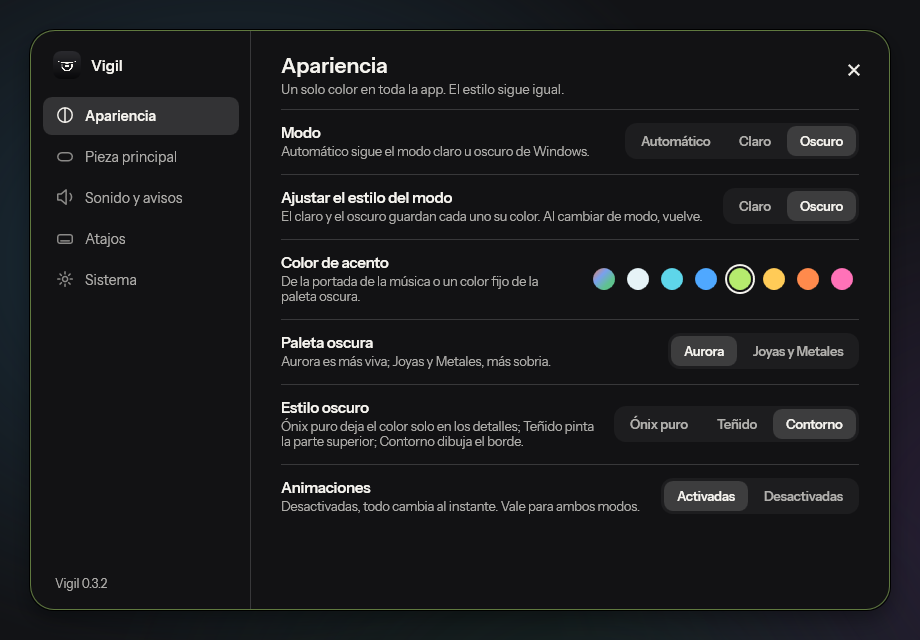 Vigil
Apariencia
Pieza principal
Sonido y avisos
Atajos
Sistema
Vigil 0.3.2
Apariencia
Un solo color en toda la app. El estilo sigue igual.
Modo
Automático sigue el modo claro u oscuro de Windows.
Automático Claro Oscuro
Ajustar el estilo del modo
El claro y el oscuro guardan cada uno su color. Al cambiar de modo, vuelve.
Claro Oscuro
Color de acento
De la portada de la música o un color fijo de la
paleta oscura.
Paleta oscura
Aurora es más viva; Joyas y Metales, más sobria.
Aurora Joyas y Metales
Estilo oscuro
Ónix puro deja el color solo en los detalles; Teñido pinta
la parte superior; Contorno dibuja el borde.
Ónix puro Teñido Contorno
Animaciones
Desactivadas, todo cambia al instante. Vale para ambos modos.
Activadas Desactivadas